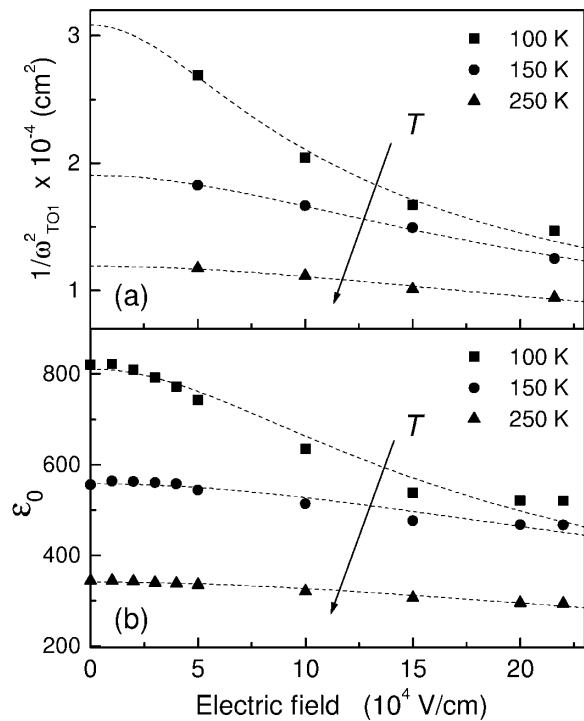 3
2
1
1/ω²_TO1 x 10⁻⁴ (cm²)
100 K
150 K
250 K
T
(a)
800
600
400
200
ε₀
100 K
150 K
250 K
T
(b)
0 5 10 15 20
Electric field (10⁴ V/cm)